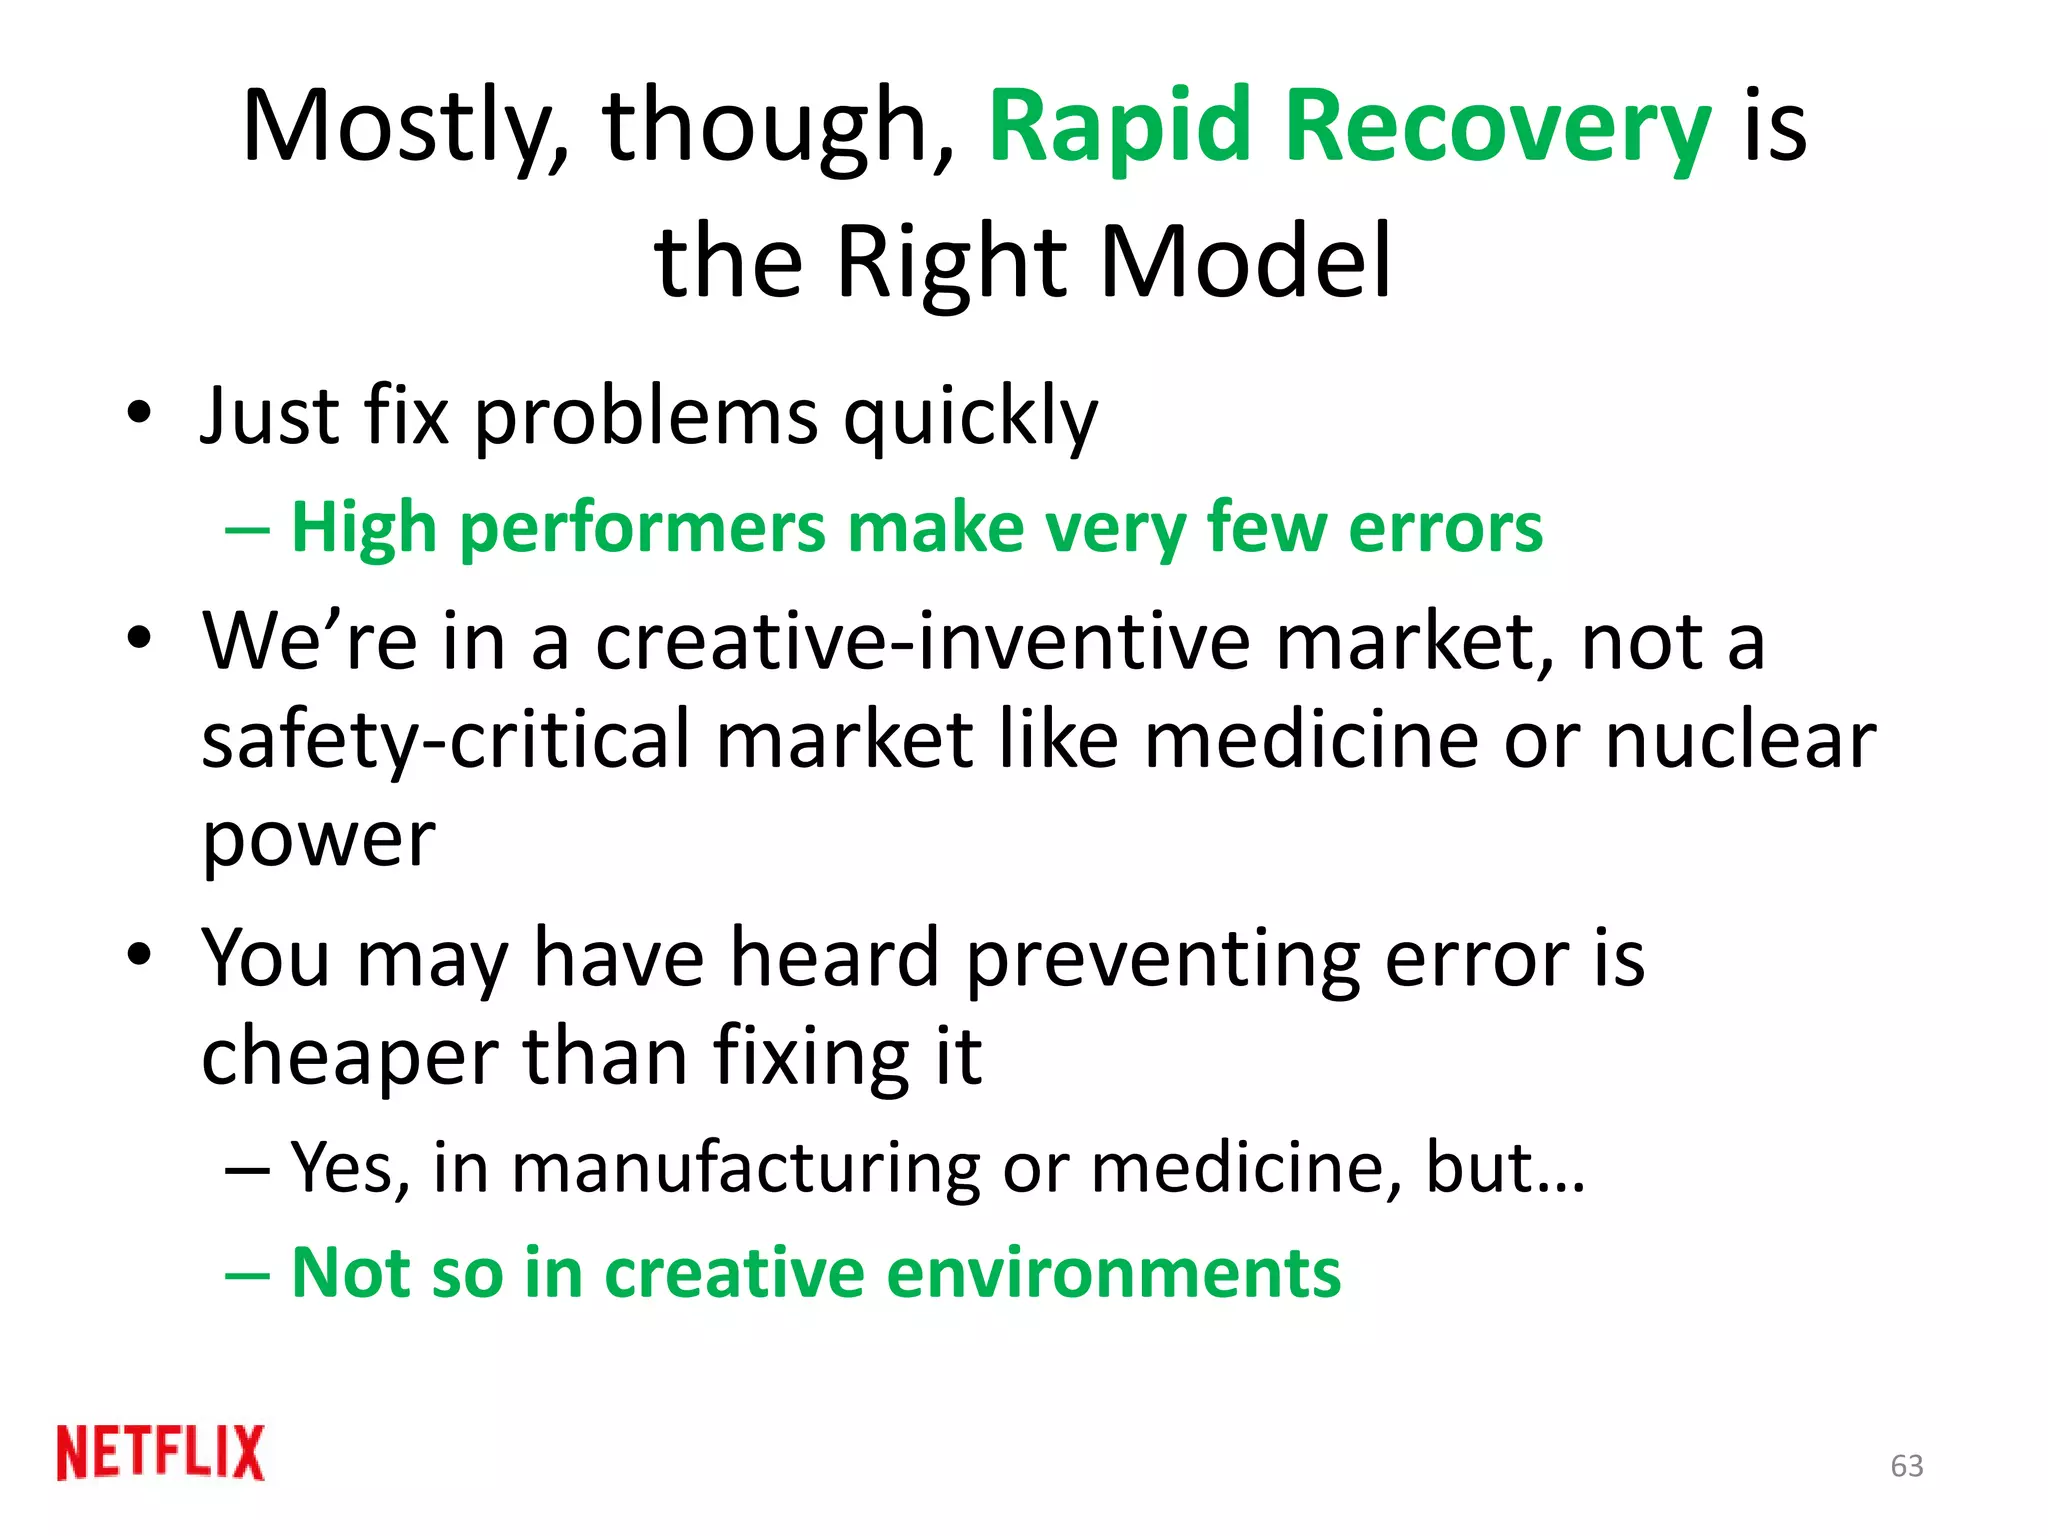 Mostly, though, Rapid Recovery is
the Right Model
• Just fix problems quickly
– High performers make very few errors
• We’re in a creative-inventive market, not a
safety-critical market like medicine or nuclear
power
• You may have heard preventing error is
cheaper than fixing it
– Yes, in manufacturing or medicine, but…
– Not so in creative environments
NETFLIX
63